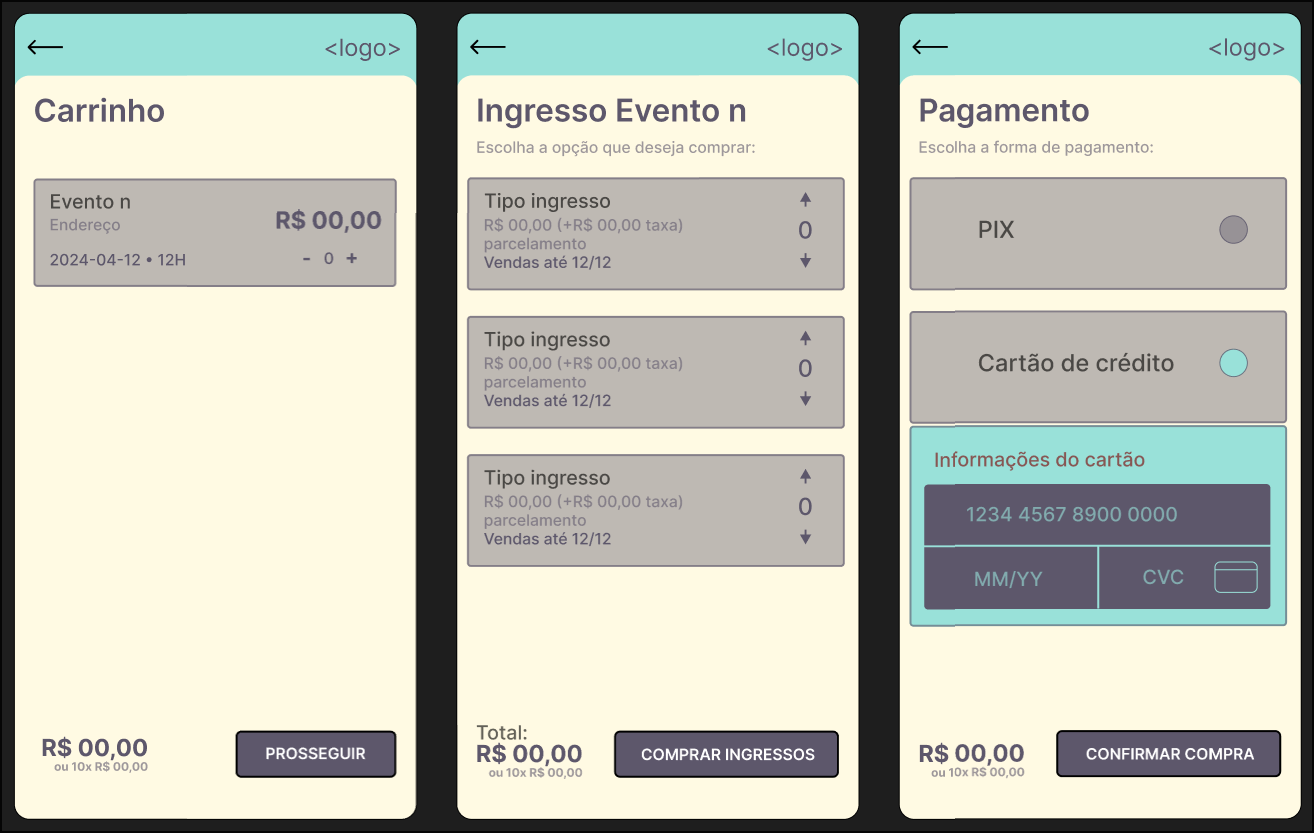 <logo>
Carrinho
Evento n
Endereço
R$ 00,00
2024-04-12 • 12H
- 0 +
R$ 00,00
ou 10x R$ 00,00
PROSSEGUIR
<logo>
Ingresso Evento n
Escolha a opção que deseja comprar:
Tipo ingresso
R$ 00,00 (+R$ 00,00 taxa)
parcelamento
Vendas até 12/12
0
Tipo ingresso
R$ 00,00 (+R$ 00,00 taxa)
parcelamento
Vendas até 12/12
0
Tipo ingresso
R$ 00,00 (+R$ 00,00 taxa)
parcelamento
Vendas até 12/12
0
Total:
R$ 00,00
ou 10x R$ 00,00
COMPRAR INGRESSOS
<logo>
Pagamento
Escolha a forma de pagamento:
PIX
Cartão de crédito
Informações do cartão
1234 4567 8900 0000
MM/YY
CVC
R$ 00,00
ou 10x R$ 00,00
CONFIRMAR COMPRA